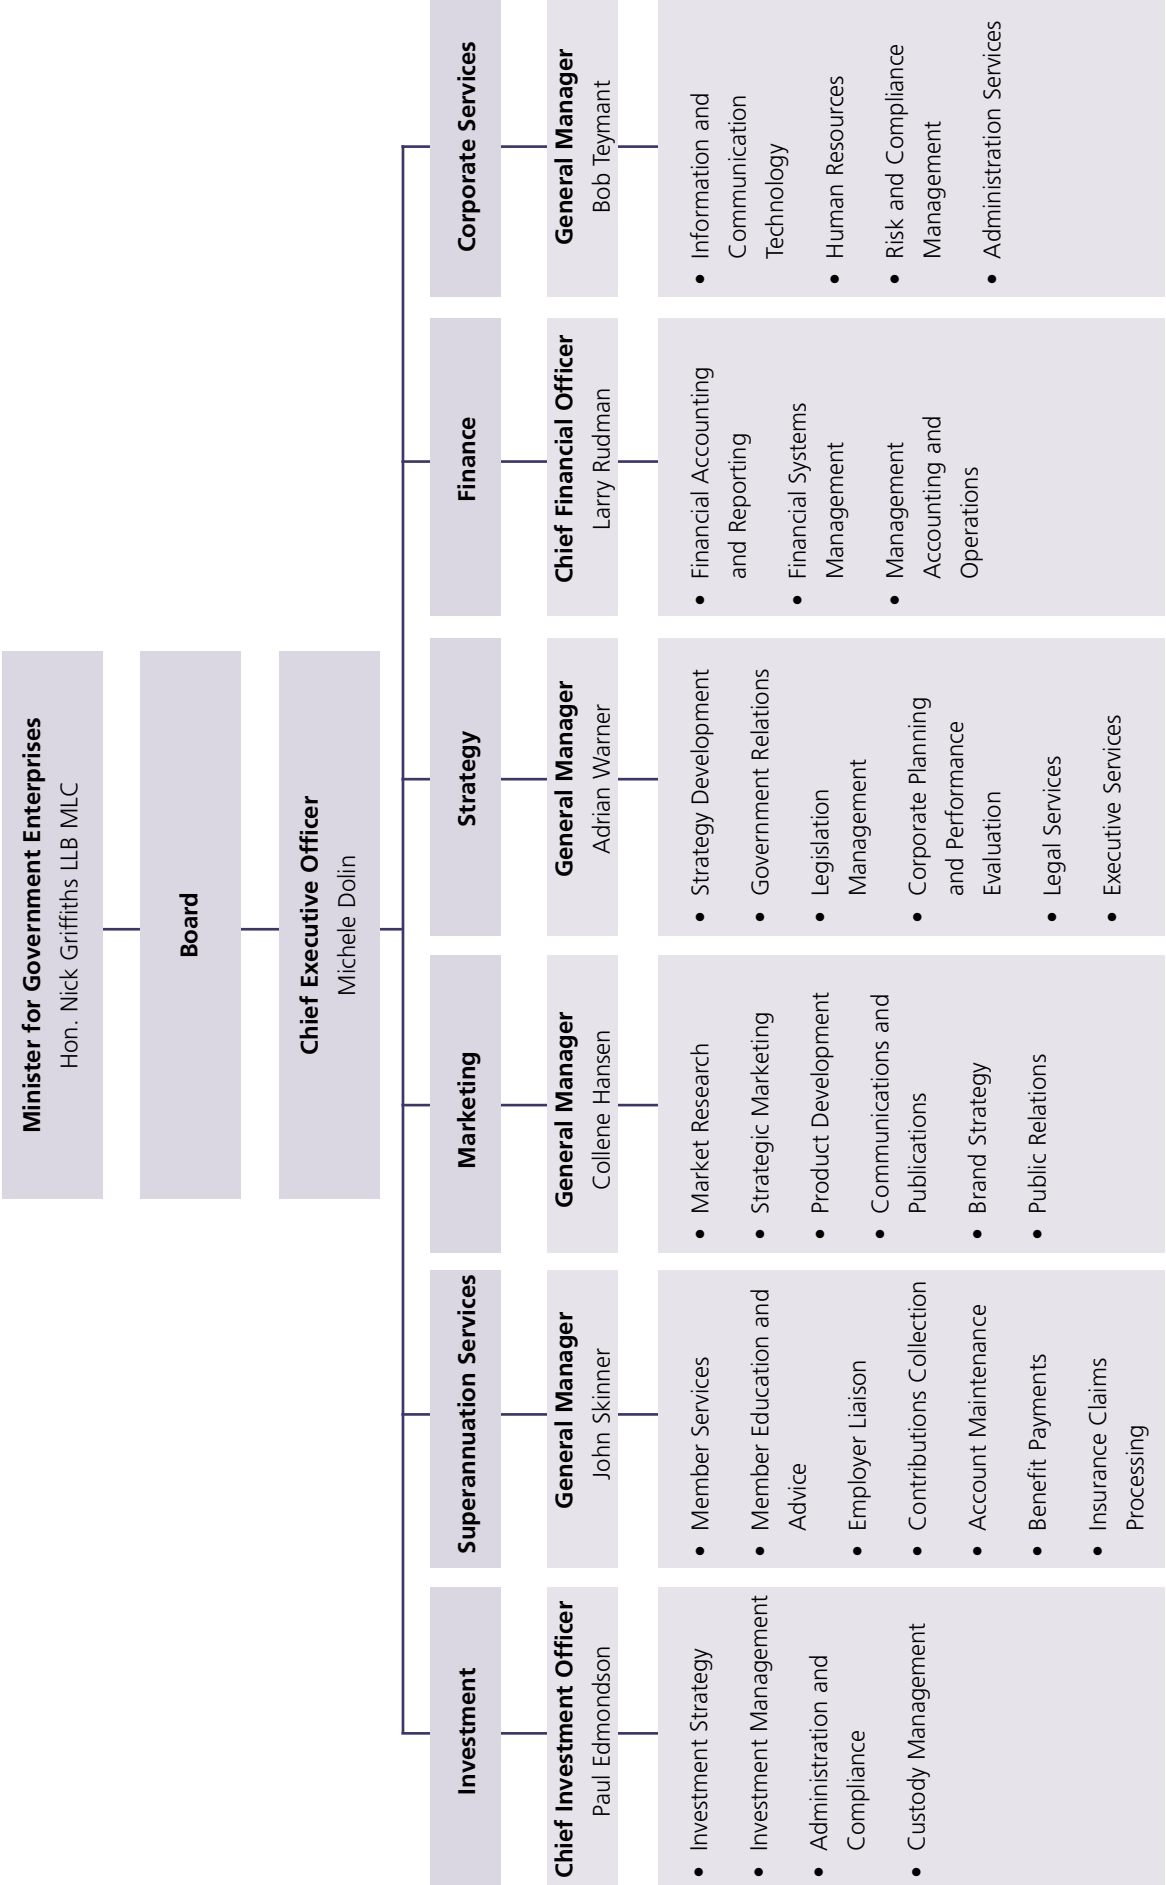 Minister for Government Enterprises
Hon. Nick Griffiths LLB MLC
Board
Chief Executive Officer
Michele Dolin
Investment
Chief Investment Officer
Paul Edmondson
• Investment Strategy
• Investment Management
• Administration and
Compliance
• Custody Management
Superannuation Services
General Manager
John Skinner
• Member Services
• Member Education and
Advice
• Employer Liaison
• Contributions Collection
• Account Maintenance
• Benefit Payments
• Insurance Claims
Processing
Marketing
General Manager
Collene Hansen
• Market Research
• Strategic Marketing
• Product Development
• Communications and
Publications
• Brand Strategy
• Public Relations
Strategy
General Manager
Adrian Warner
• Strategy Development
• Government Relations
• Legislation
Management
• Corporate Planning
and Performance
Evaluation
• Legal Services
• Executive Services
Finance
Chief Financial Officer
Larry Rudman
• Financial Accounting
and Reporting
• Financial Systems
Management
• Management
Accounting and
Operations
Corporate Services
General Manager
Bob Teymant
• Information and
Communication
Technology
• Human Resources
• Risk and Compliance
Management
• Administration Services